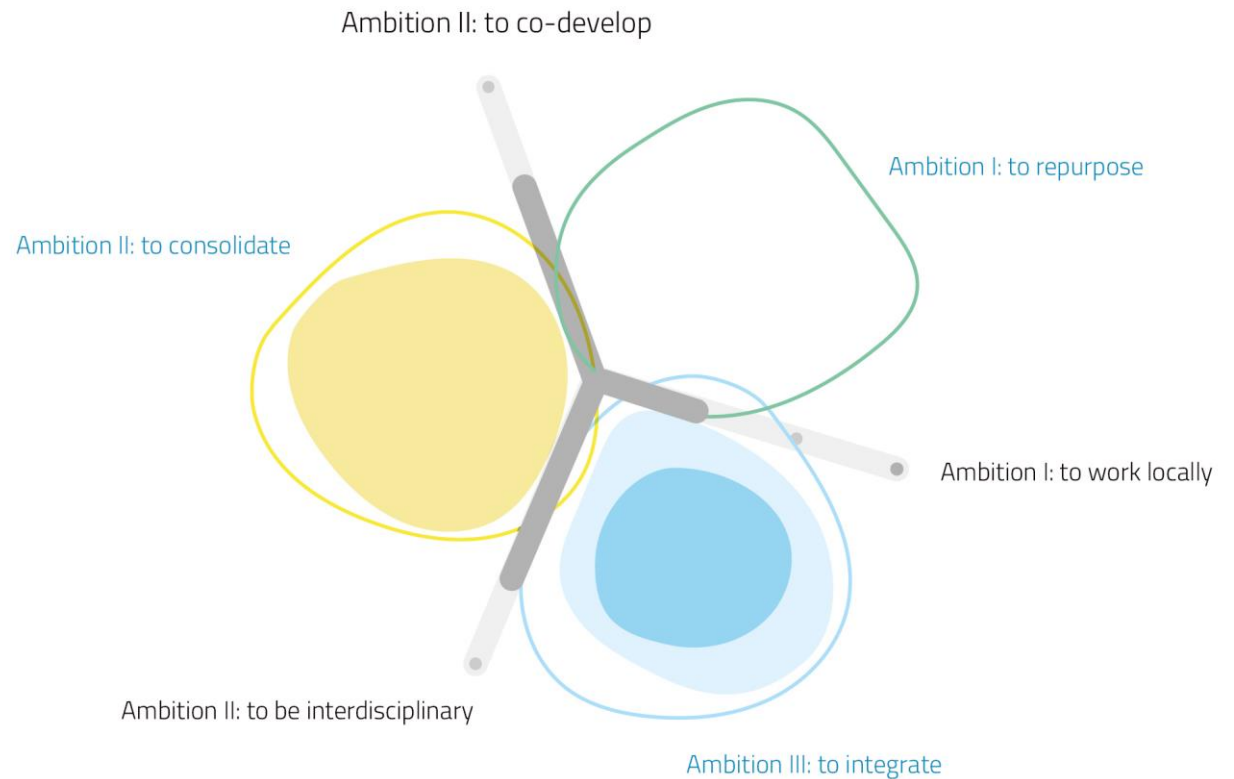 Ambition II: to co-develop
Ambition I: to repurpose
Ambition II: to consolidate
Ambition I: to work locally
Ambition II: to be interdisciplinary
Ambition III: to integrate